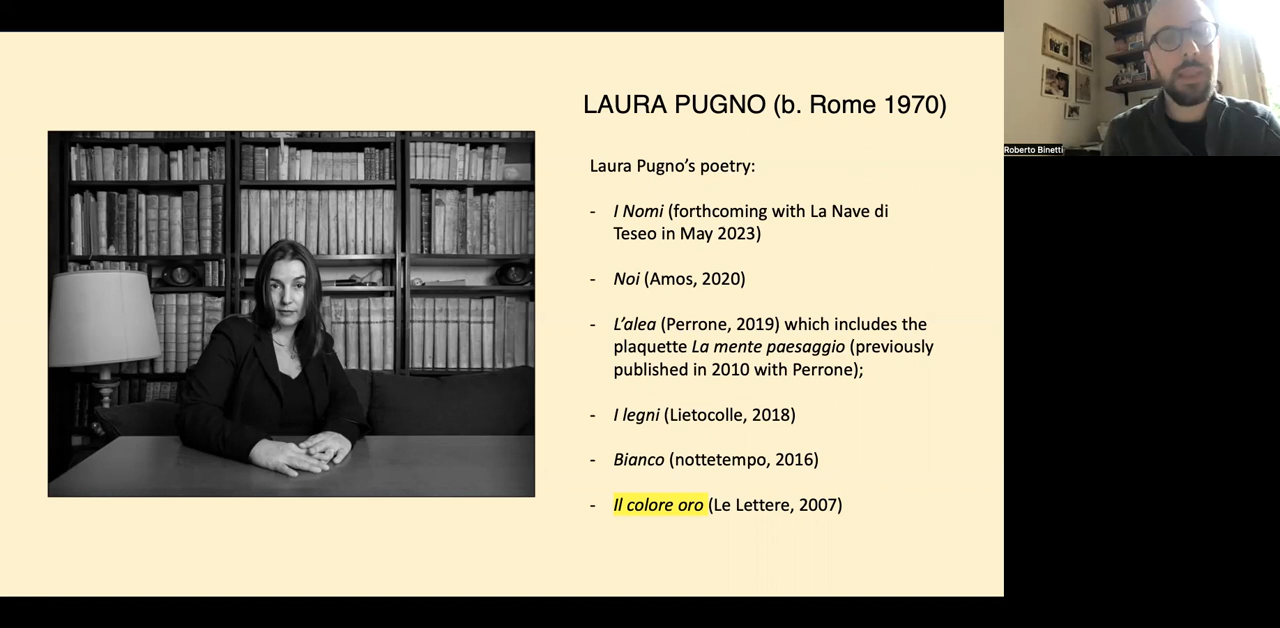 LAURA PUGNO (b. Rome 1970)
Laura Pugno’s poetry:
- I Nomi (forthcoming with La Nave di
Teseo in May 2023)
- Noi (Amos, 2020)
- L’alea (Perrone, 2019) which includes the
plaquette La mente paesaggio (previously
published in 2010 with Perrone);
- I legni (Lietocolle, 2018)
- Bianco (nottetempo, 2016)
- Il colore oro (Le Lettere, 2007)
Roberto Binetti